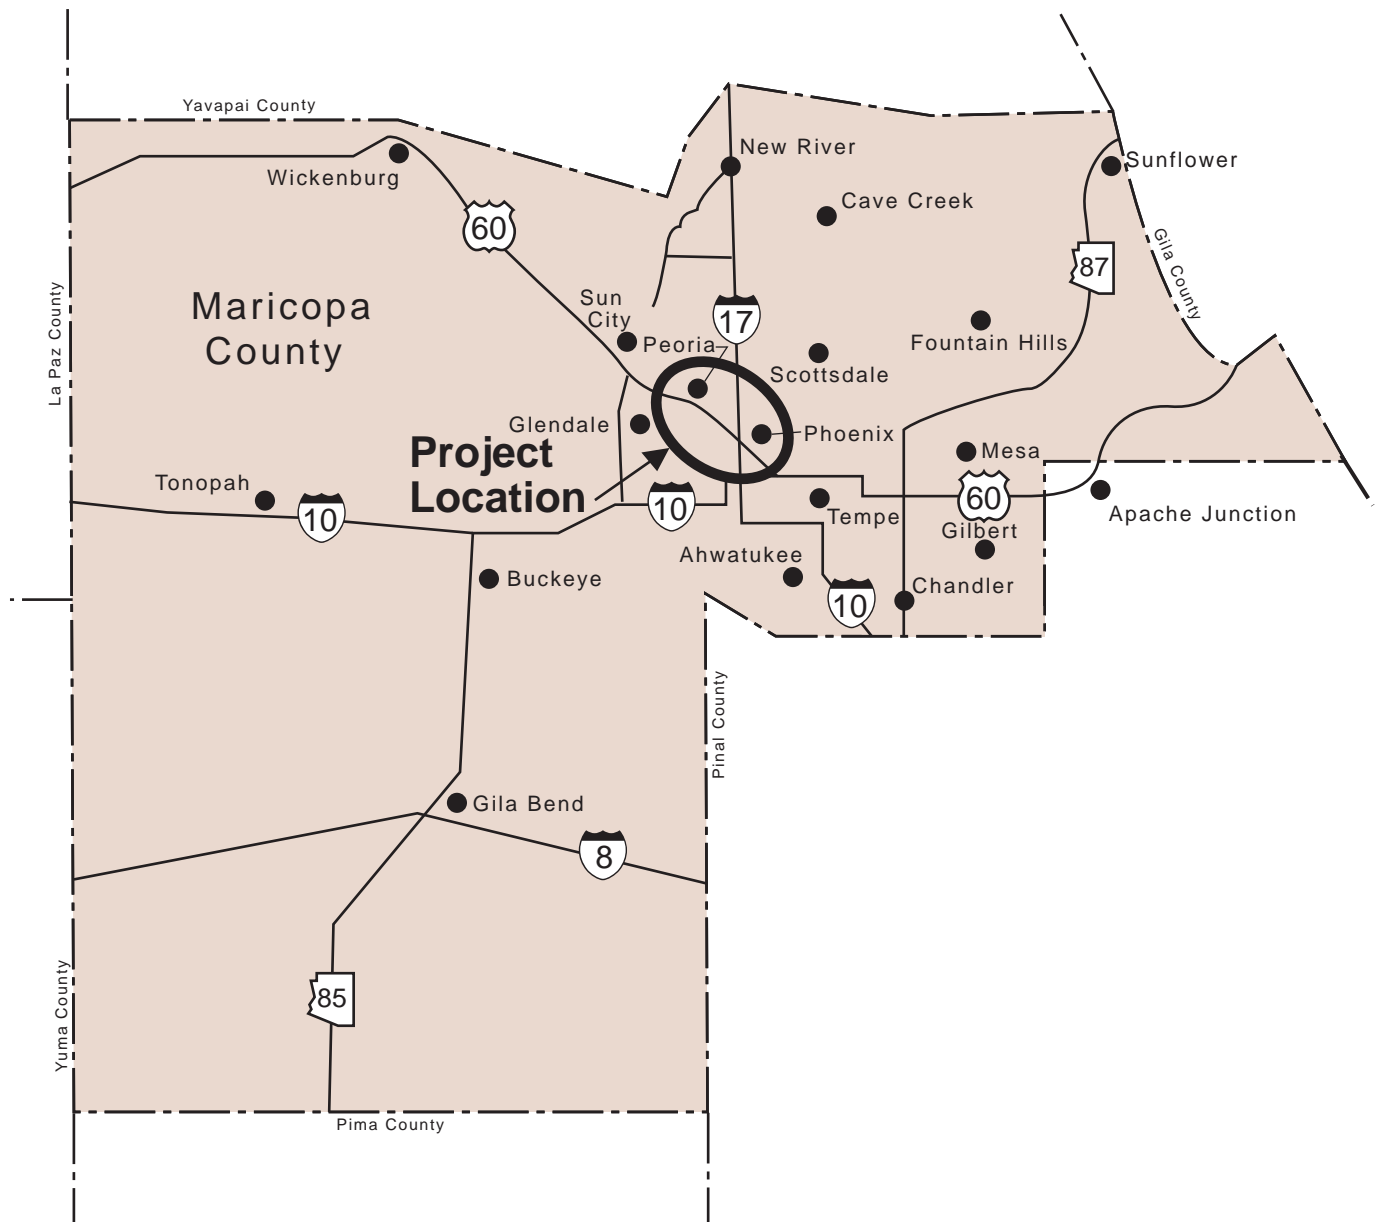 Yavapai County
New River
Sunflower
Wickenburg
Cave Creek
60
Gila County
87
La Paz County
Maricopa
County
Sun
City
17
Peoria
Fountain Hills
Scottsdale
Glendale
Phoenix
Project
Location
Mesa
Tonopah
10
10
60
Tempe
Apache Junction
Gilbert
Ahwatukee
Buckeye
10
Chandler
Pinal County
Gila Bend
8
85
Yuma County
Pima County